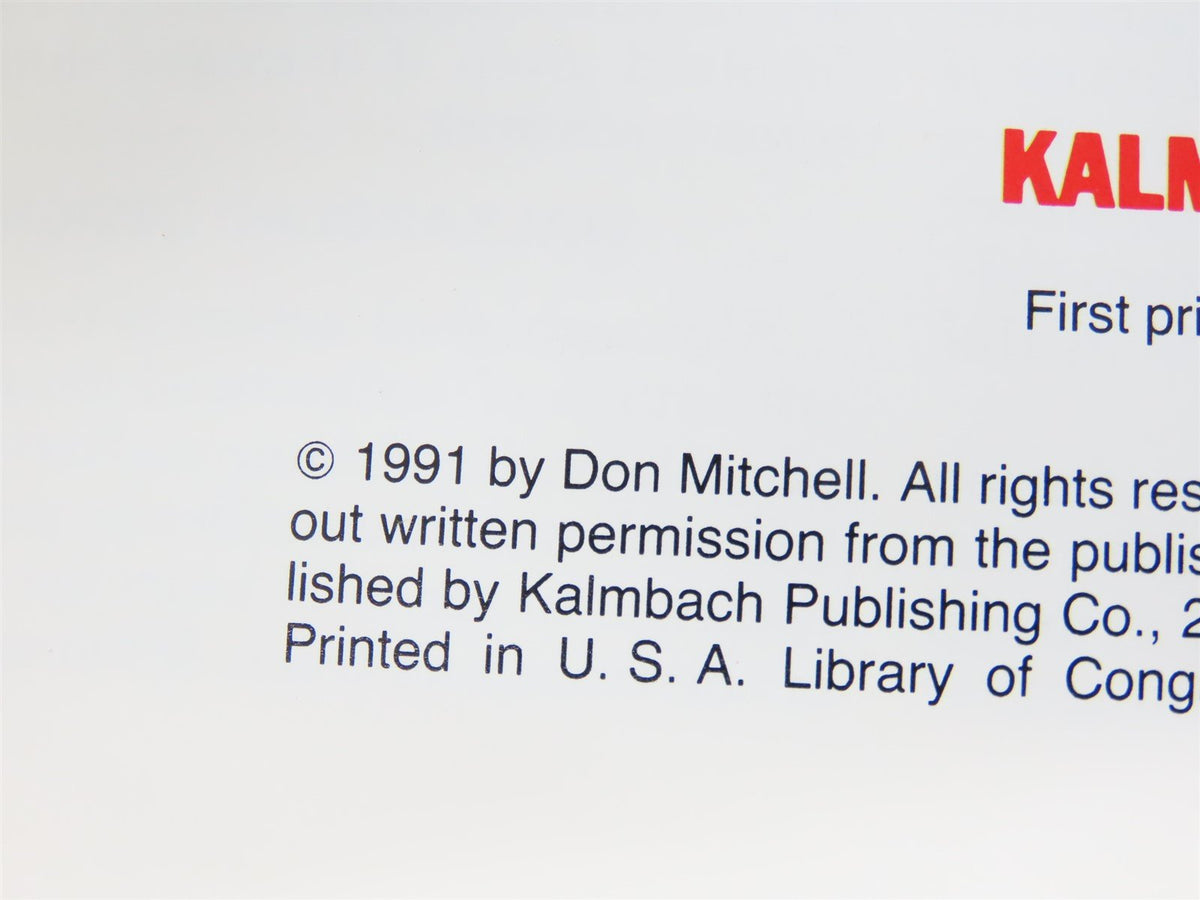 KALM
First pri
© 1991 by Don Mitchell. All rights res
out written permission from the publis
lished by Kalmbach Publishing Co., 2
Printed in U. S. A. Library of Cong